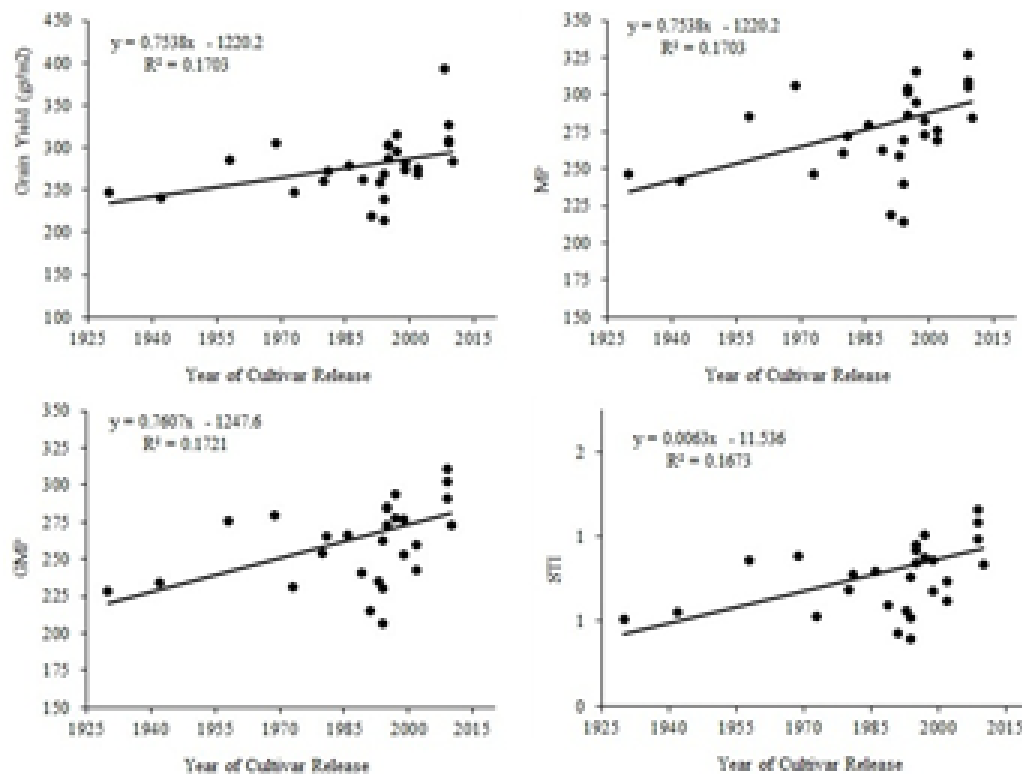 450
400
350
300
250
200
150
100
Grain Yield (gr/m2)
y = 0.7538x - 1220.2
R² = 0.1703
1925 1940 1955 1970 1985 2000 2015
Year of Cultivar Release
350
325
300
275
250
225
200
175
150
MP
y = 0.7538x - 1220.2
R² = 0.1703
1925 1940 1955 1970 1985 2000 2015
Year of Cultivar Release
350
325
300
275
250
225
200
175
150
GMP
y = 0.7607x - 1247.6
R² = 0.1721
1925 1940 1955 1970 1985 2000 2015
Year of Cultivar Release
2
1
1
0
STI
y = 0.0063x - 11.536
R² = 0.1673
1925 1940 1955 1970 1985 2000 2015
Year of Cultivar Release